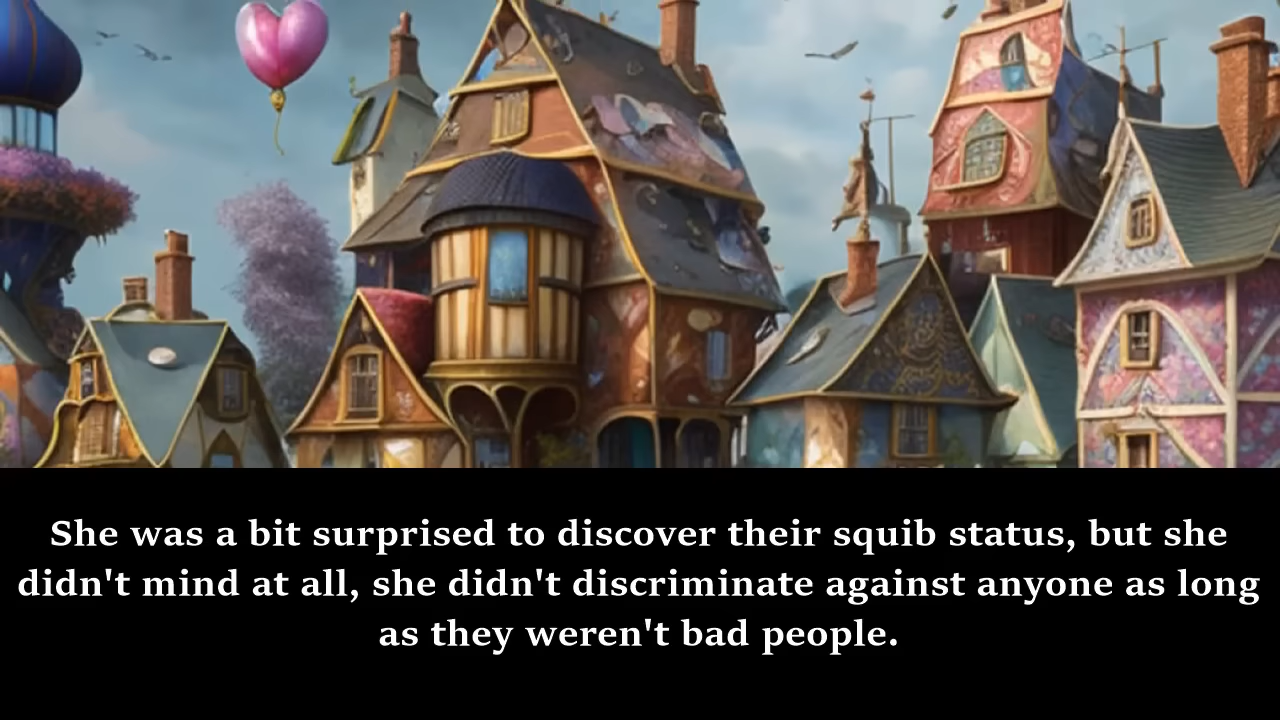 She was a bit surprised to discover their squib status, but she
didn't mind at all, she didn't discriminate against anyone as long
as they weren't bad people.